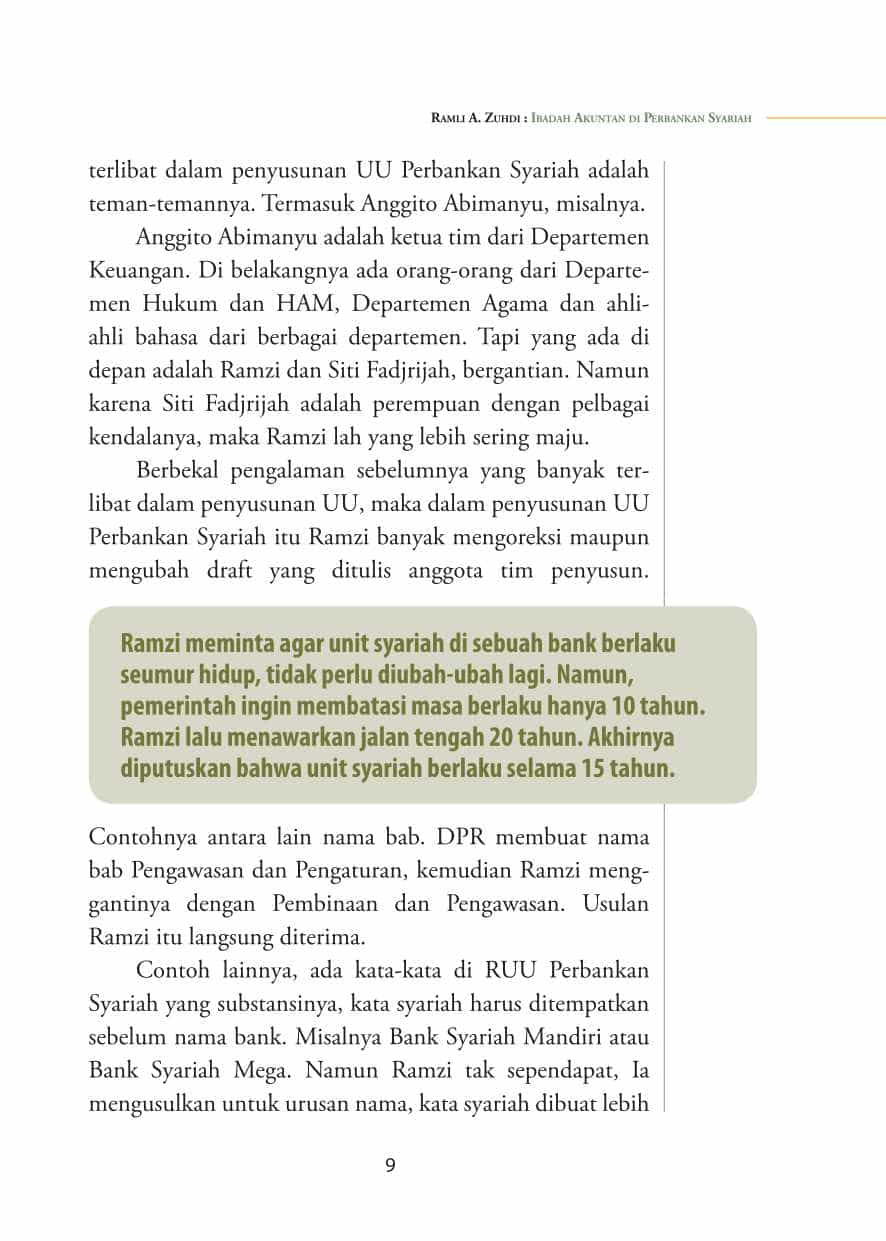 Ramli A. Zuhdi : Ibadah Akuntan di Perbankan Syariah
terlibat dalam penyusunan UU Perbankan Syariah adalah
teman-temannya. Termasuk Anggito Abimanyu, misalnya.
Anggito Abimanyu adalah ketua tim dari Departemen
Keuangan. Di belakangnya ada orang-orang dari Departe-
men Hukum dan HAM, Departemen Agama dan ahli-
ahli bahasa dari berbagai departemen. Tapi yang ada di
depan adalah Ramzi dan Siti Fadjrijah, bergantian. Namun
karena Siti Fadjrijah adalah perempuan dengan pelbagai
kendalanya, maka Ramzi lah yang lebih sering maju.
Berbekal pengalaman sebelumnya yang banyak ter-
libat dalam penyusunan UU, maka dalam penyusunan UU
Perbankan Syariah itu Ramzi banyak mengoreksi maupun
mengubah draft yang ditulis anggota tim penyusun.
Ramzi meminta agar unit syariah di sebuah bank berlaku
seumur hidup, tidak perlu diubah-ubah lagi. Namun,
pemerintah ingin membatasi masa berlaku hanya 10 tahun.
Ramzi lalu menawarkan jalan tengah 20 tahun. Akhirnya
diputuskan bahwa unit syariah berlaku selama 15 tahun.
Contohnya antara lain nama bab. DPR membuat nama
bab Pengawasan dan Pengaturan, kemudian Ramzi meng-
gantinya dengan Pembinaan dan Pengawasan. Usulan
Ramzi itu langsung diterima.
Contoh lainnya, ada kata-kata di RUU Perbankan
Syariah yang substansinya, kata syariah harus ditempatkan
sebelum nama bank. Misalnya Bank Syariah Mandiri atau
Bank Syariah Mega. Namun Ramzi tak sependapat, Ia
mengusulkan untuk urusan nama, kata syariah dibuat lebih
9